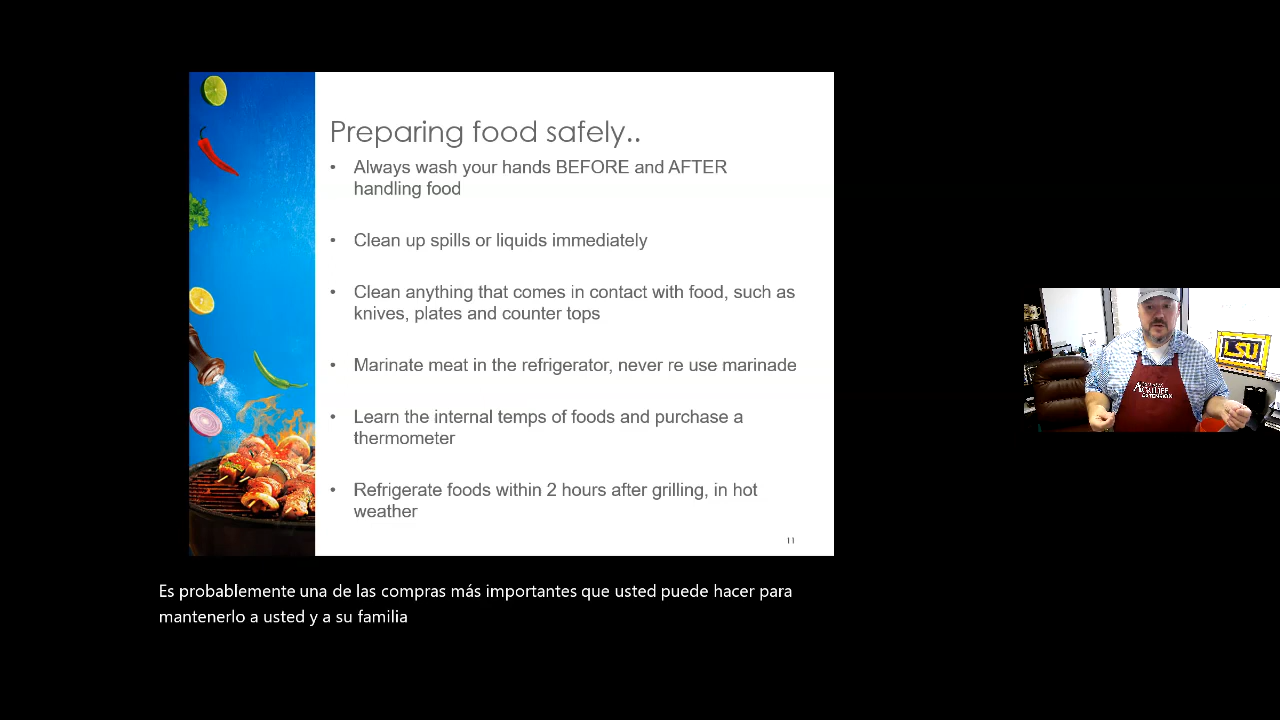 Preparing food safely..
• Always wash your hands BEFORE and AFTER
handling food
• Clean up spills or liquids immediately
• Clean anything that comes in contact with food, such as
knives, plates and counter tops
• Marinate meat in the refrigerator, never re use marinade
• Learn the internal temps of foods and purchase a
thermometer
• Refrigerate foods within 2 hours after grilling, in hot
weather
11
LSU
AGRILIFE
EXTENSION
Es probablemente una de las compras más importantes que usted puede hacer para
mantenerlo a usted y a su familia